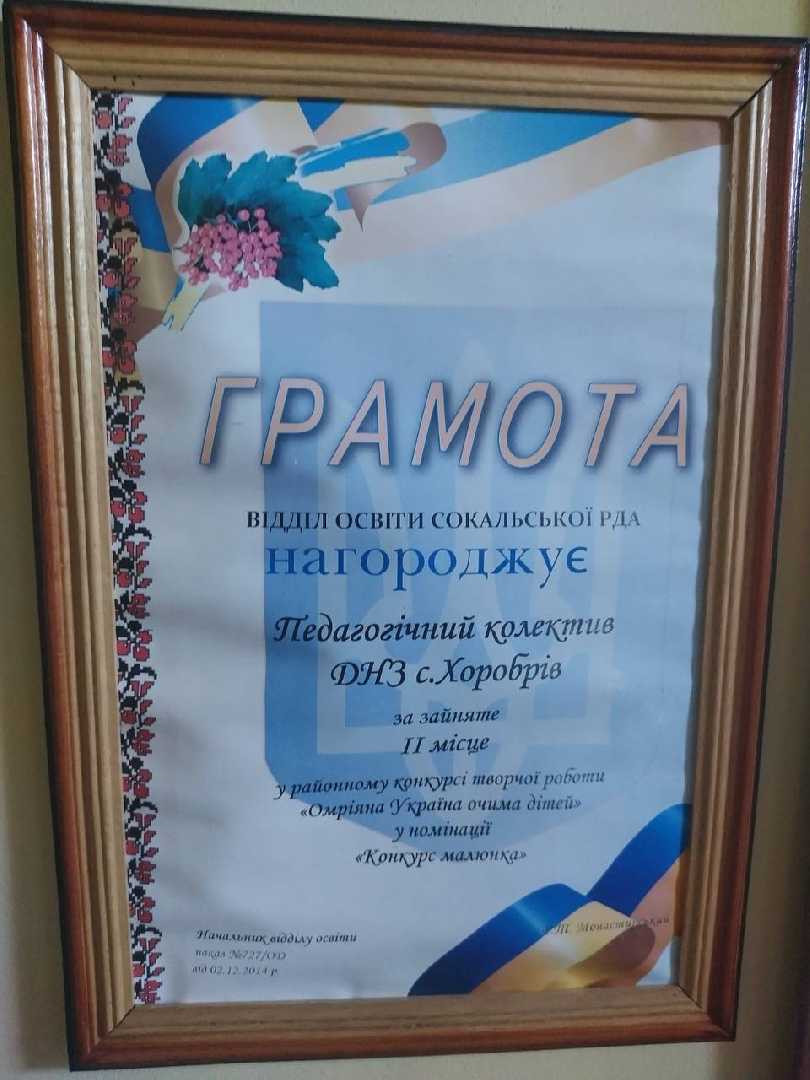 ГРАМОТА
ВІДДІЛ ОСВІТИ СОКАЛЬСЬКОЇ РДА
нагороджує
Педагогічний колектив
ДНЗ с.Хоробрів
за зайняте
ІІ місце
у районному конкурсі творчої роботи
«Омріяна Україна очима дітей»
у номінації
«Конкурс малюнка»
Начальник відділу освіти
наказ №727/ОД
від 02.12.2014 р.